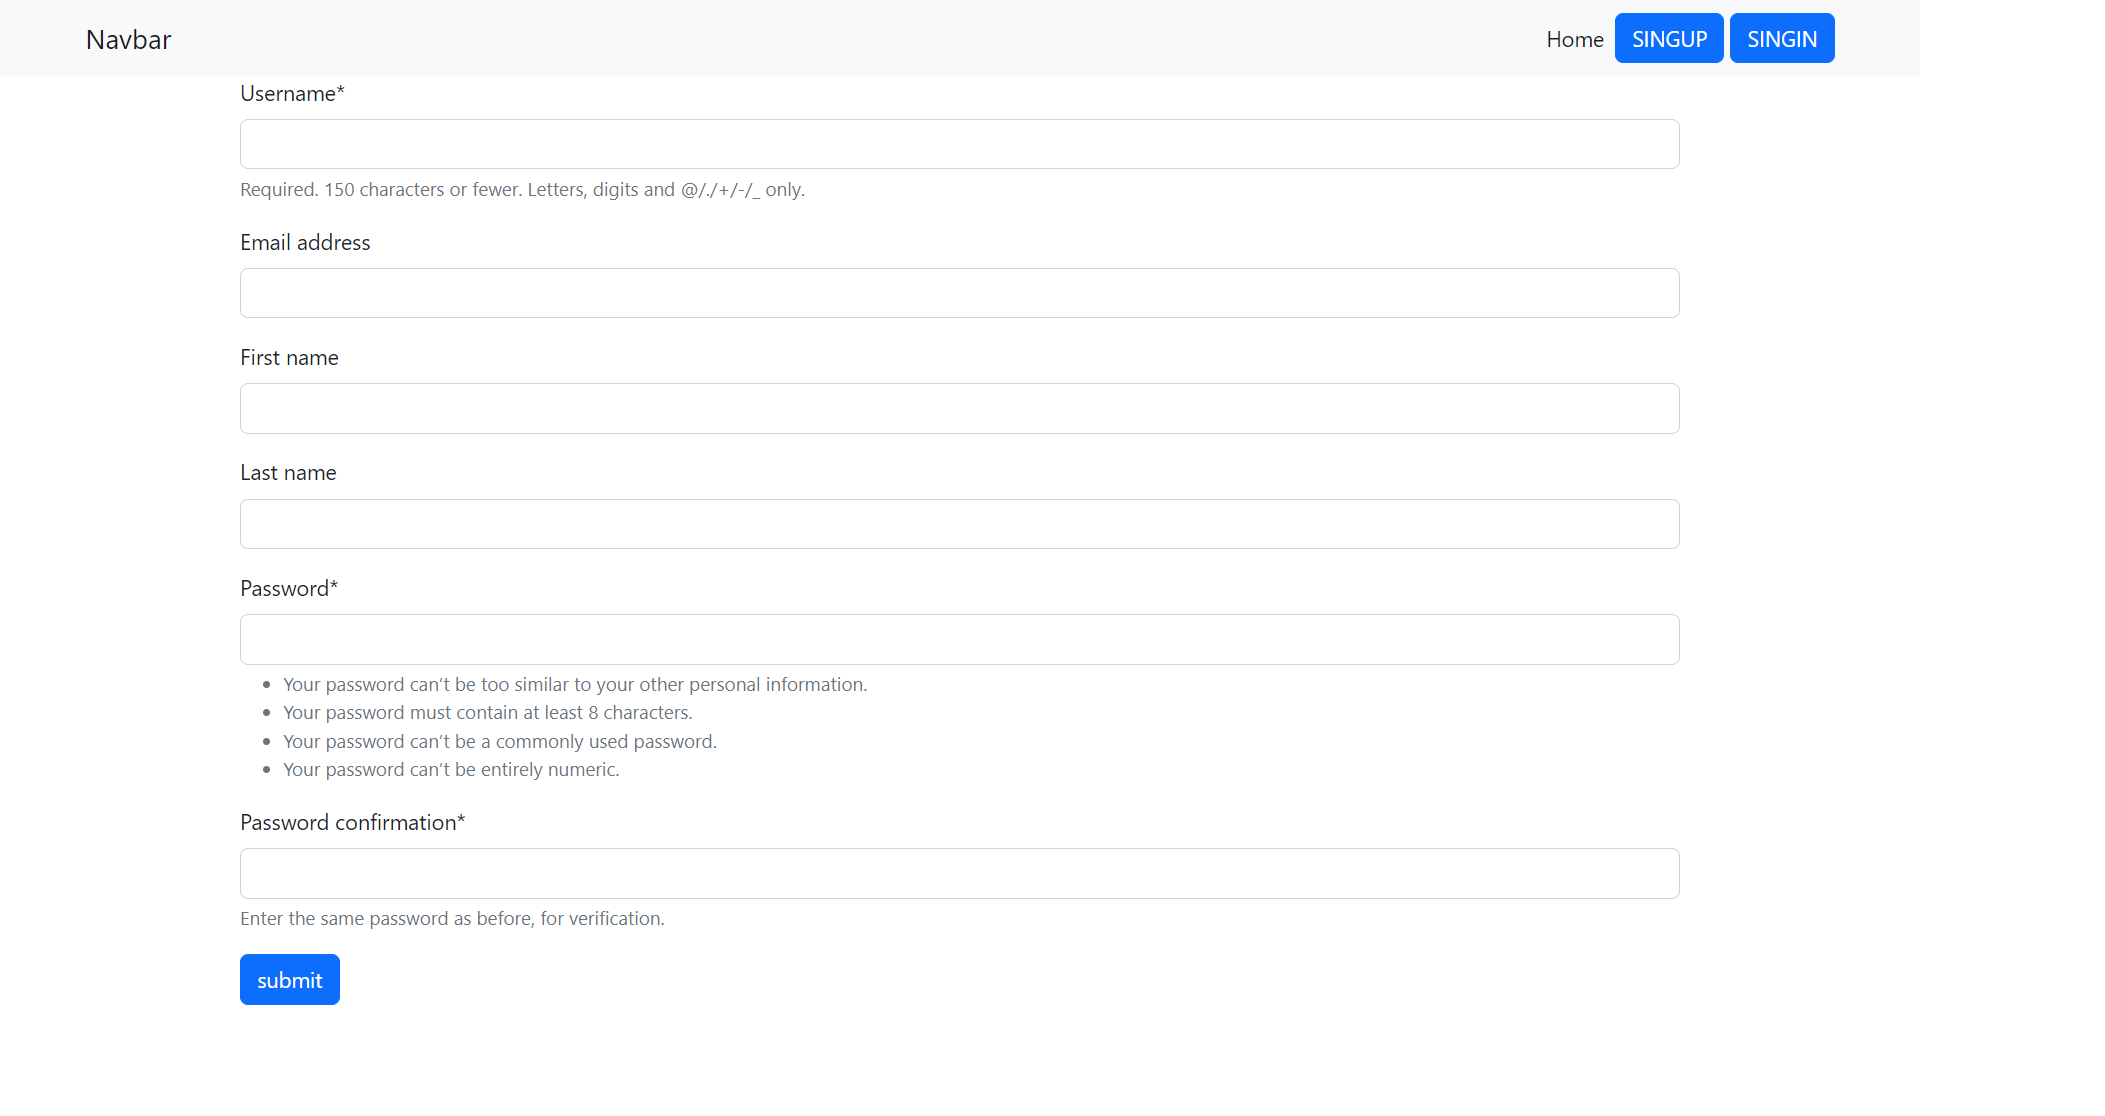 Navbar
Home SINGUP SINGIN
Username*
Required. 150 characters or fewer. Letters, digits and @/./+/-/_ only.
Email address
First name
Last name
Password*
Your password can’t be too similar to your other personal information.
Your password must contain at least 8 characters.
Your password can’t be a commonly used password.
Your password can’t be entirely numeric.
Password confirmation*
Enter the same password as before, for verification.
submit